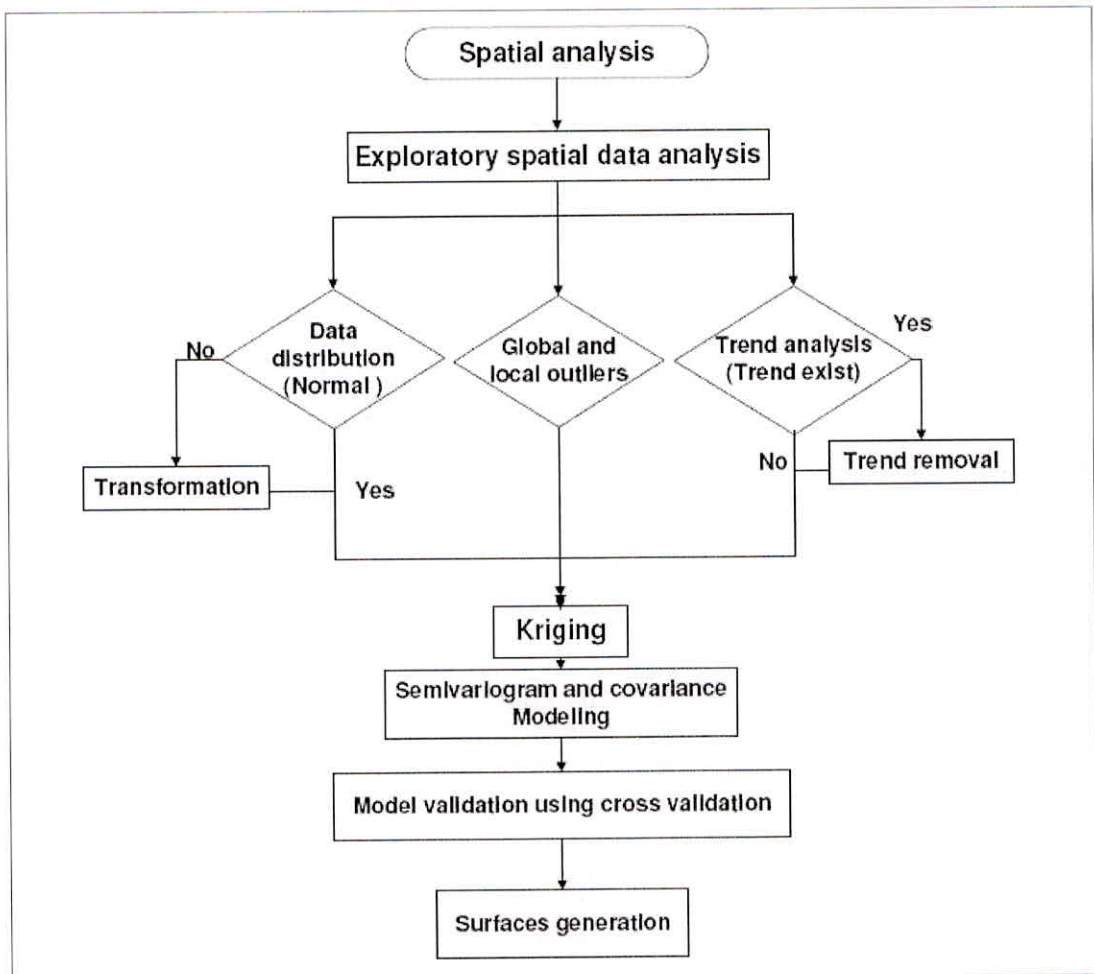 Spatial analysis
Exploratory spatial data analysis
Data
distribution
(Normal )
No
Global and
local outliers
Trend analysis
(Trend exist)
Yes
Transformation
Yes
No
Trend removal
Kriging
Semivariogram and covariance
Modeling
Model validation using cross validation
Surfaces generation